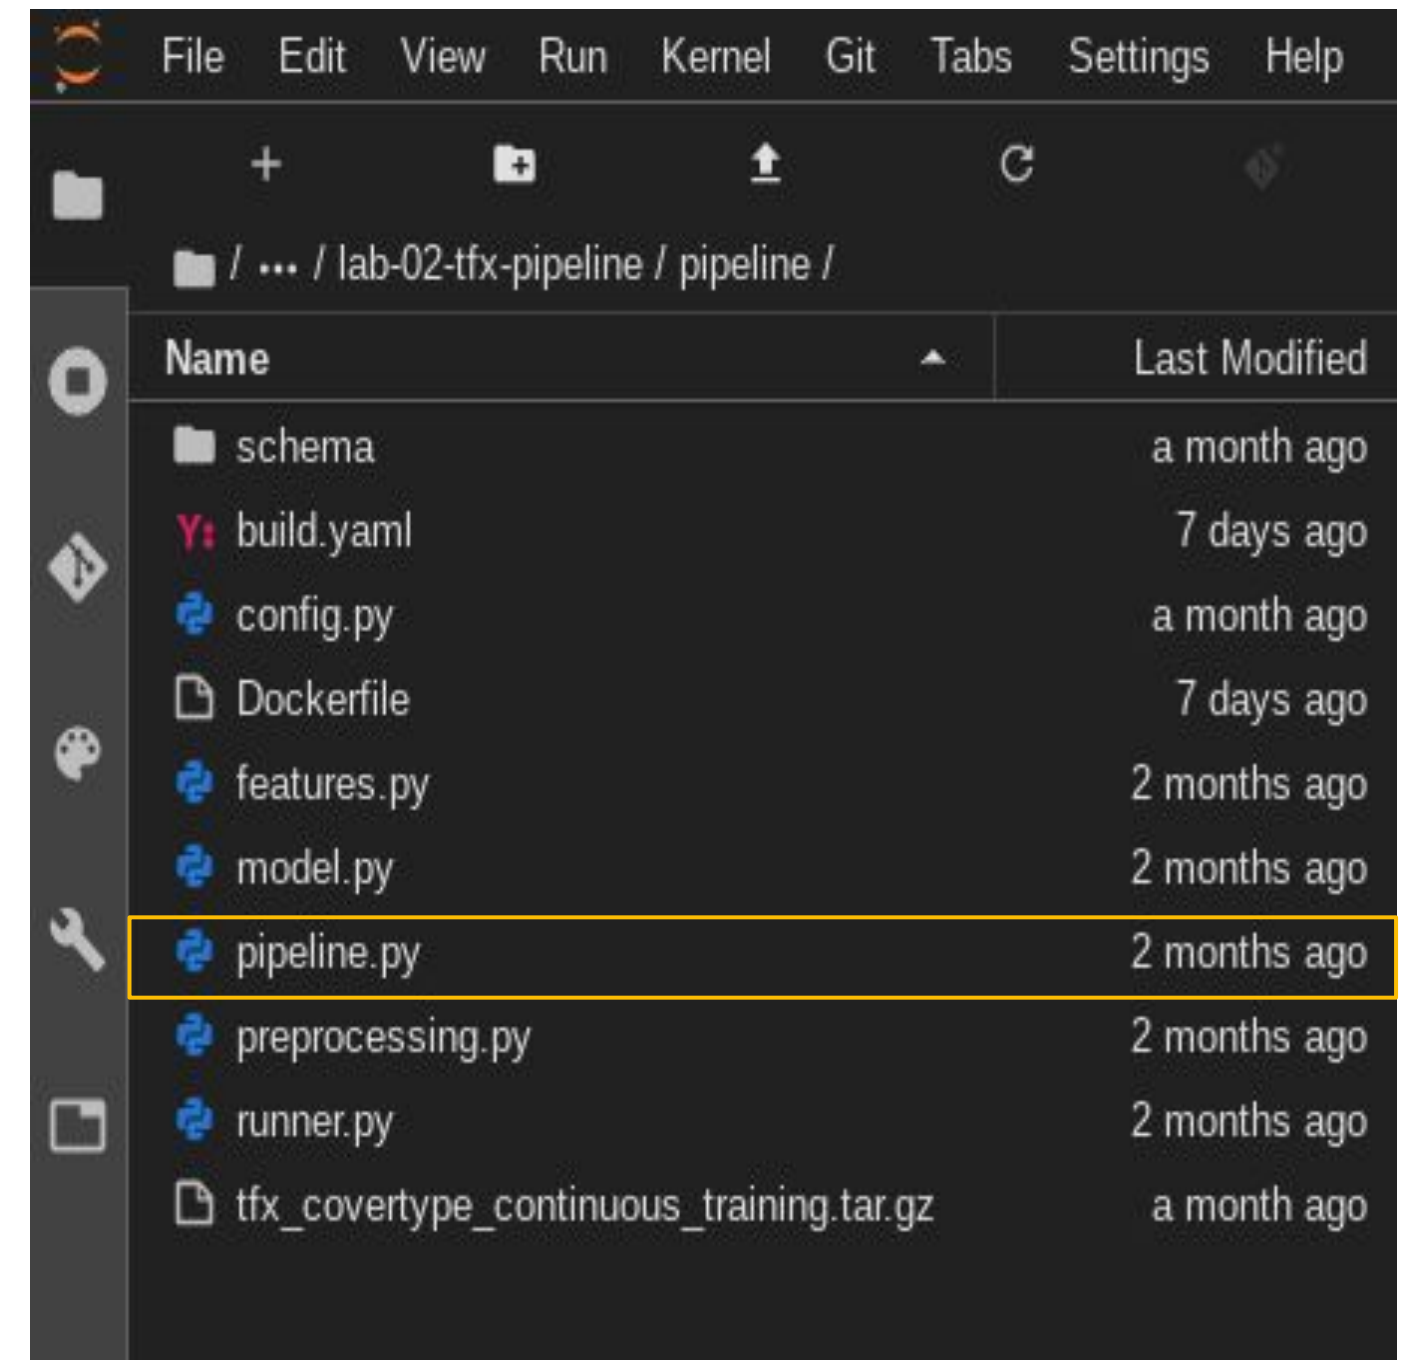 File Edit View Run Kernel Git Tabs Settings Help
/ ... / lab-02-tfx-pipeline / pipeline /
Name Last Modified
schema a month ago
Y: build.yaml 7 days ago
config.py a month ago
Dockerfile 7 days ago
features.py 2 months ago
model.py 2 months ago
pipeline.py 2 months ago
preprocessing.py 2 months ago
runner.py 2 months ago
tfx_covertype_continuous_training.tar.gz a month ago